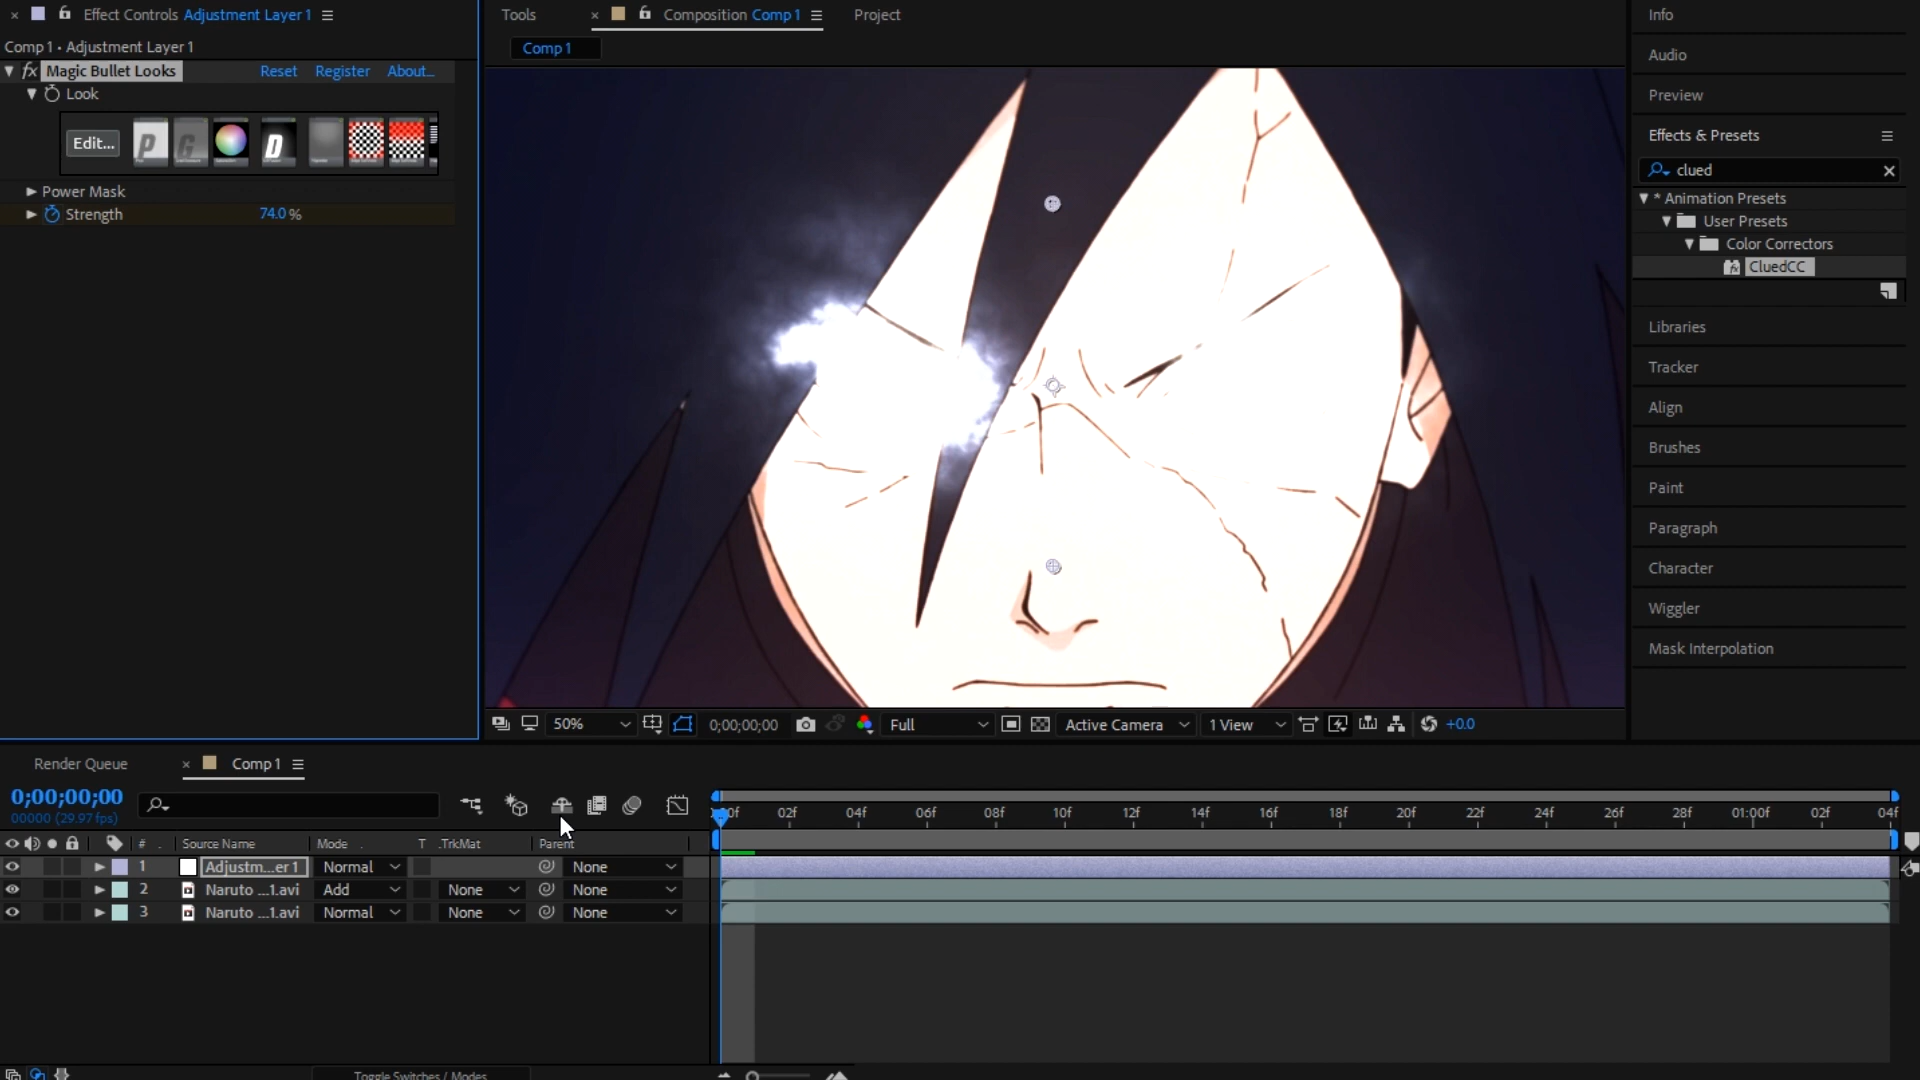 Effect Controls Adjustment Layer 1
Comp 1 • Adjustment Layer 1
fx Magic Bullet Looks Reset Register About...
Look
Edit... P G D
Power Mask
Strength 74.0 %
Tools Composition Comp 1 Project
Comp 1
50% 0;00;00;00 Full Active Camera 1 View +0.0
Info
Audio
Preview
Effects & Presets
clued
* Animation Presets
User Presets
Color Correctors
CluedCC
Libraries
Tracker
Align
Brushes
Paint
Paragraph
Character
Wiggler
Mask Interpolation
Render Queue Comp 1
0;00;00;00
00000 (29.97 fps)
02f 04f 06f 08f 10f 12f 14f 16f 18f 20f 22f 24f 26f 28f 01:00f 02f 04f
# Source Name Mode T .TrkMat Parent
1 Adjustm...er 1 Normal None
2 Naruto ...1.avi Add None None
3 Naruto ...1.avi Normal None None
Toggle Switches / Modes